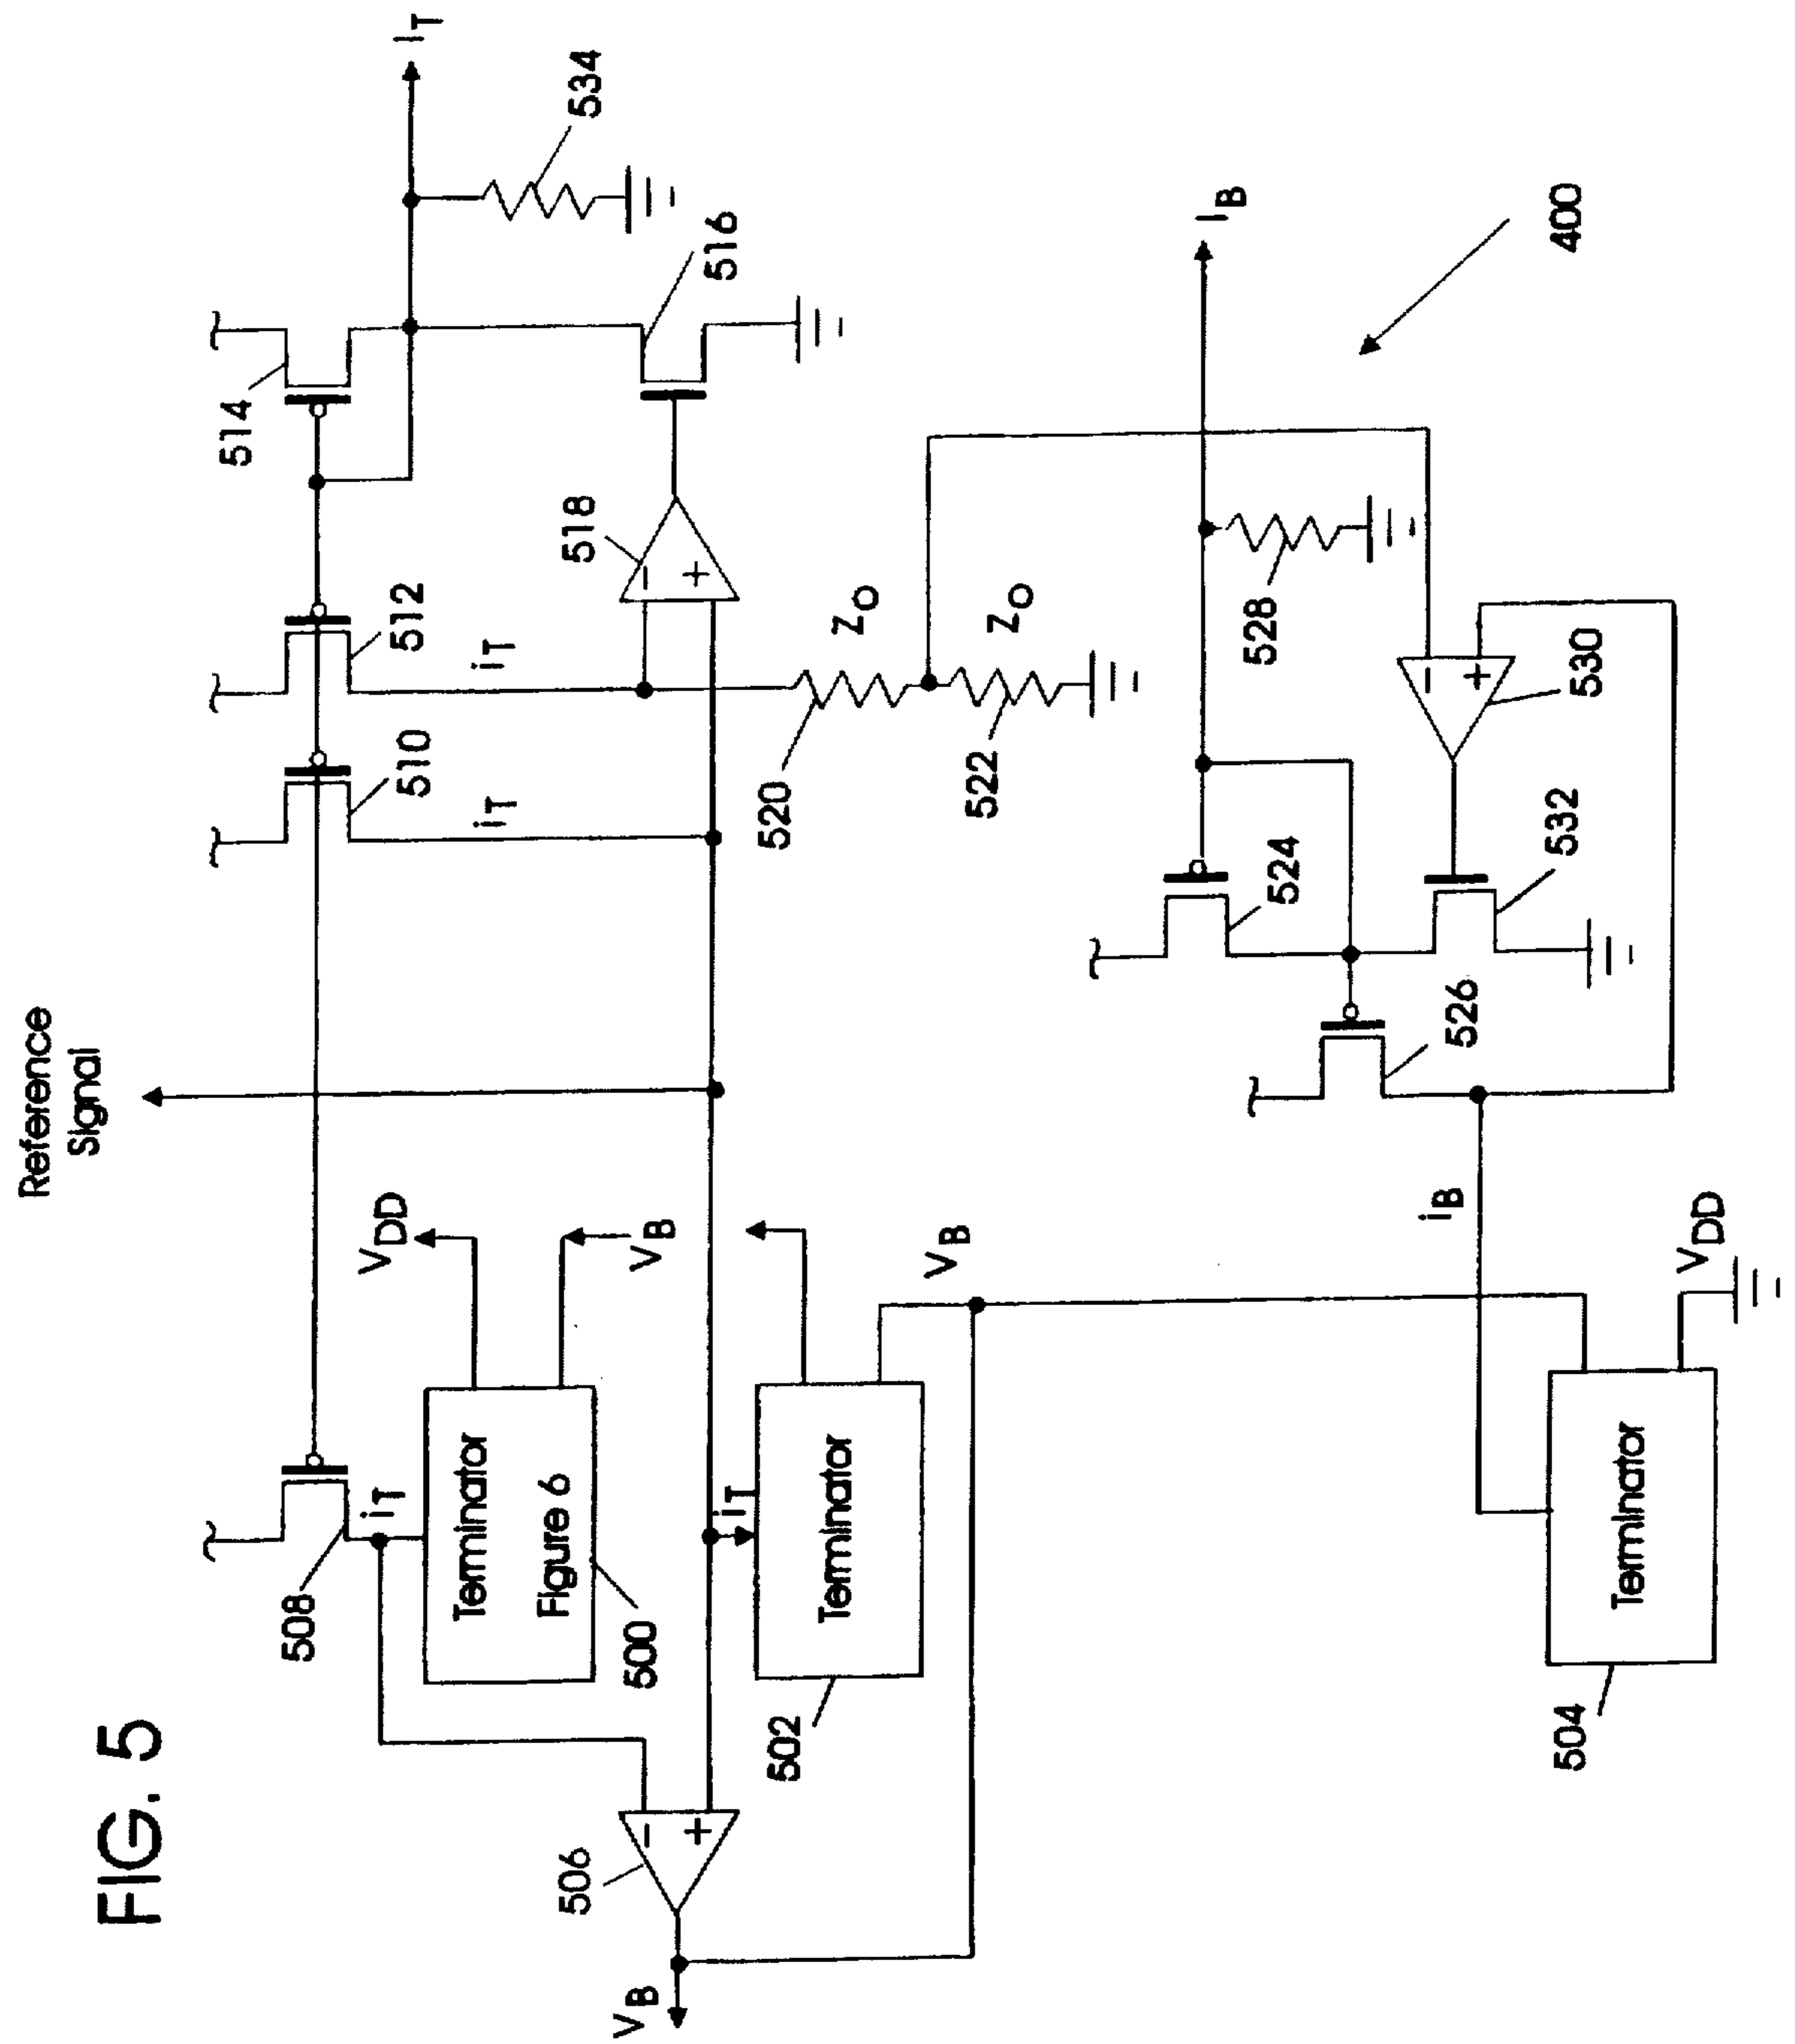 FIG. 5
Reference
Signal
I_T
514
512
510
508
i_T
i_T
i_T
534
516
518
V_DD
V_B
Terminator
Figure 6
500
506
V_B
i_T
Terminator
502
V_B
Z_O
Z_O
520
522
I_B
528
524
526
530
532
400
i_B
V_DD
Terminator
504
-
+
-
+
-
+